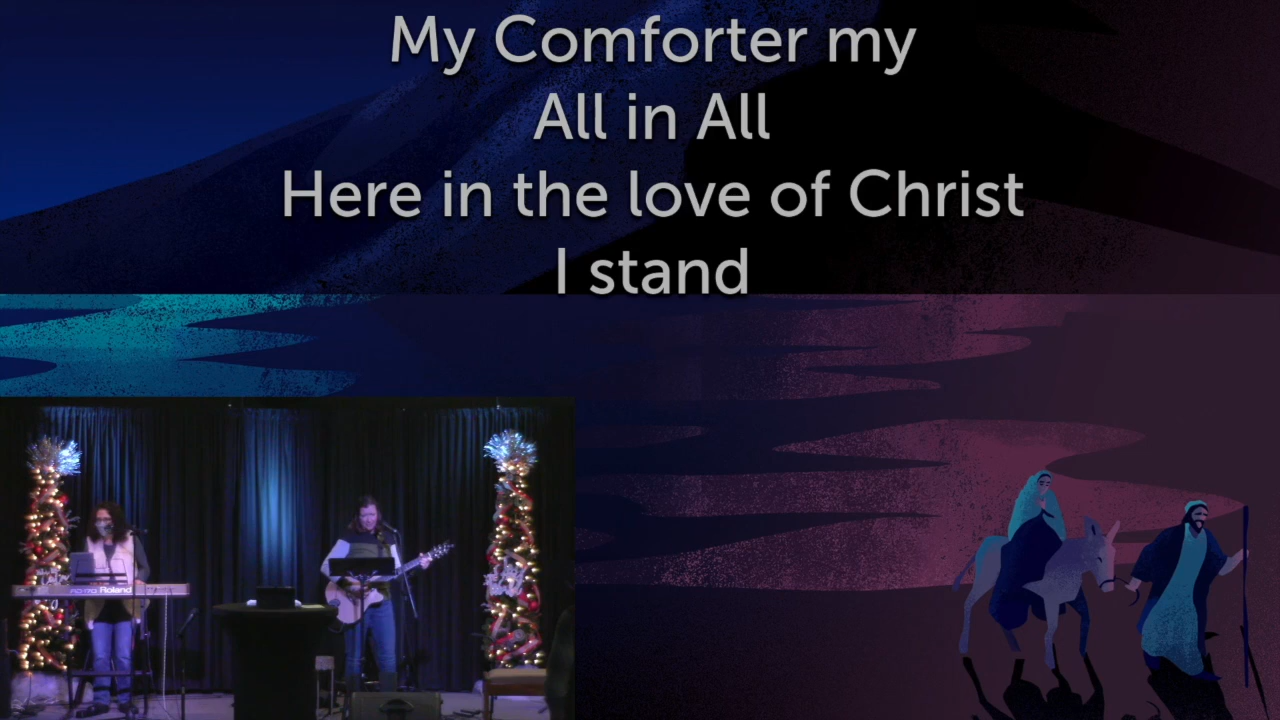 My Comforter my
All in All
Here in the love of Christ
I stand
Roland